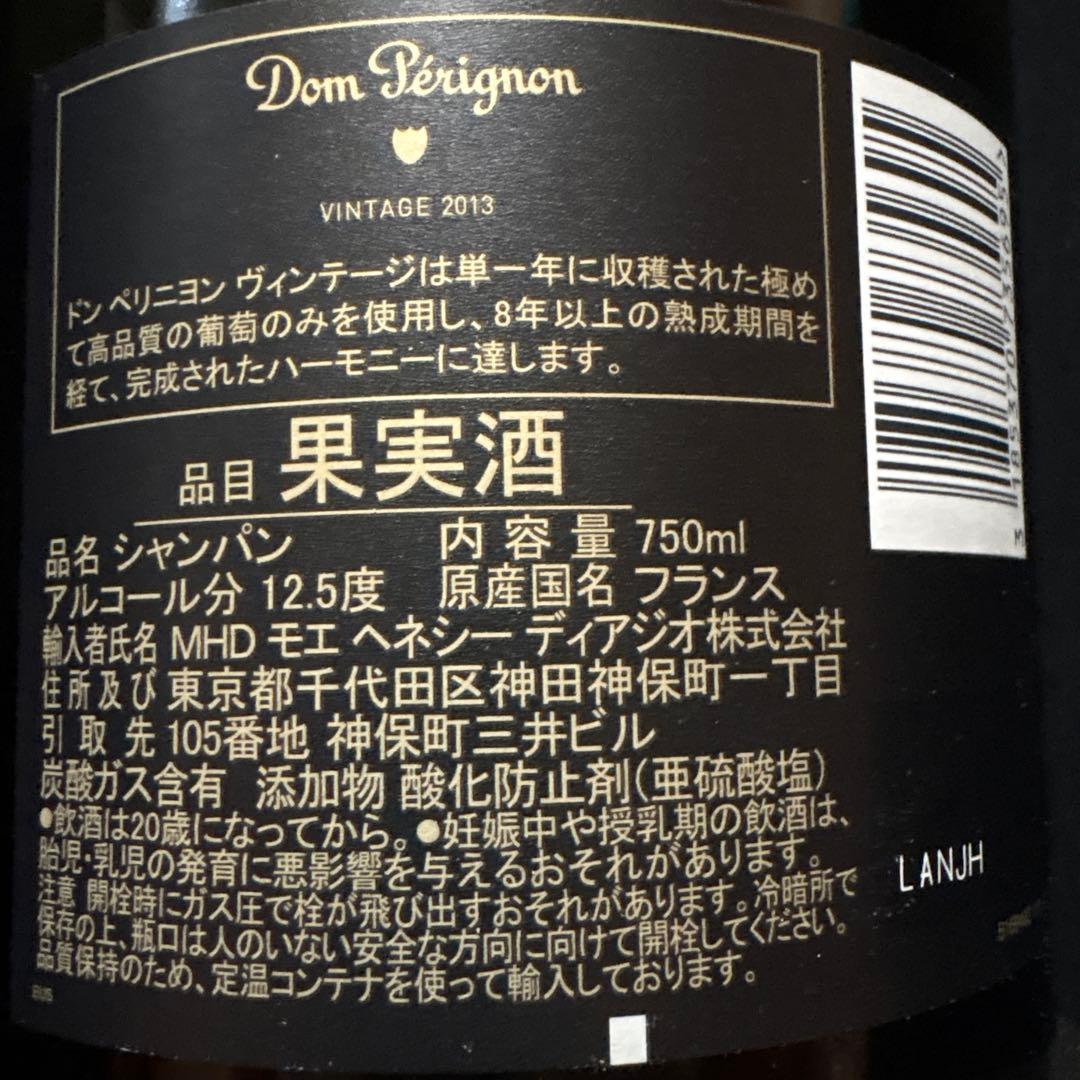 Dom Pérignon
VINTAGE 2013
ドン ペリニヨン ヴィンテージは単一年に収穫された極め
て高品質の葡萄のみを使用し、8年以上の熟成期間を
経て、完成されたハーモニーに達します。
品目 果実酒
品名 シャンパン 内容量 750ml
アルコール分 12.5度 原産国名 フランス
輸入者氏名 MHD モエ ヘネシー ディアジオ株式会社
住所及び 東京都千代田区神田神保町一丁目
引取先 105番地 神保町三井ビル
炭酸ガス含有 添加物 酸化防止剤(亜硫酸塩)
●飲酒は20歳になってから。●妊娠中や授乳期の飲酒は、
胎児・乳児の発育に悪影響を与えるおそれがあります。
注意 開栓時にガス圧で栓が飛び出すおそれがあります。冷暗所で
保存の上、瓶口は人のいない安全な方向に向けて開栓してください。
品質保持のため、定温コンテナを使って輸入しております。
LANJH